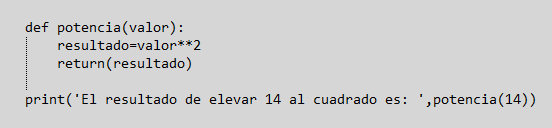 def potencia(valor):
    resultado=valor**2
    return(resultado)
print('El resultado de elevar 14 al cuadrado es: ',potencia(14))